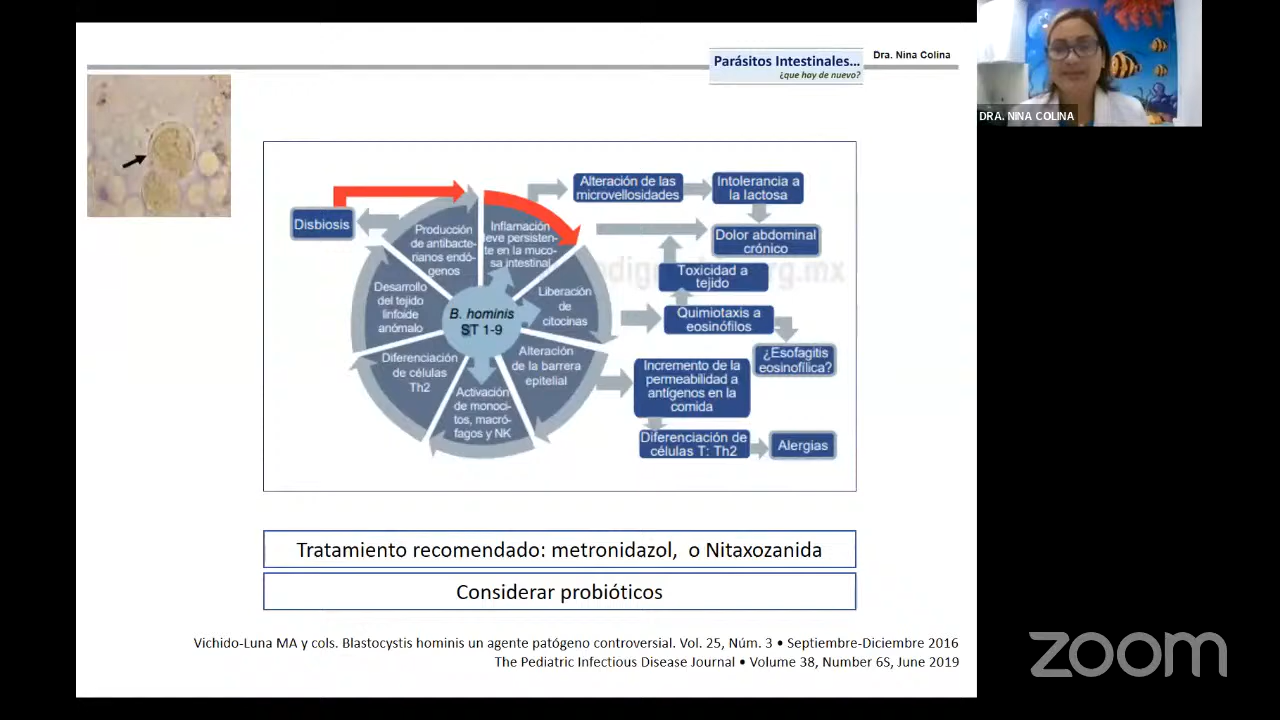 Parásitos Intestinales...
¿que hay de nuevo?
Dra. Nina Colina
DRA. NINA COLINA
Disbiosis
Producción
de antibacte-
rianos endó-
genos
Inflamación
leve persisten-
te en la muco-
sa intestinal
Liberación
de
citocinas
Alteración
de la barrera
epitelial
Activación
de monoci-
tos, macró-
fagos y NK
Diferenciación
de células
Th2
Desarrollo
del tejido
linfoide
anómalo
B. hominis
ST 1-9
Alteración de las
microvellosidades
Intolerancia a
la lactosa
Dolor abdominal
crónico
Toxicidad a
tejido
Quimiotaxis a
eosinófilos
¿Esofagitis
eosinofílica?
Incremento de la
permeabilidad a
antígenos en la
comida
Diferenciación de
células T: Th2
Alergias
rg.mx
Tratamiento recomendado: metronidazol, o Nitaxozanida
Considerar probióticos
Vichido-Luna MA y cols. Blastocystis hominis un agente patógeno controversial. Vol. 25, Núm. 3 • Septiembre-Diciembre 2016
The Pediatric Infectious Disease Journal • Volume 38, Number 6S, June 2019
zoom